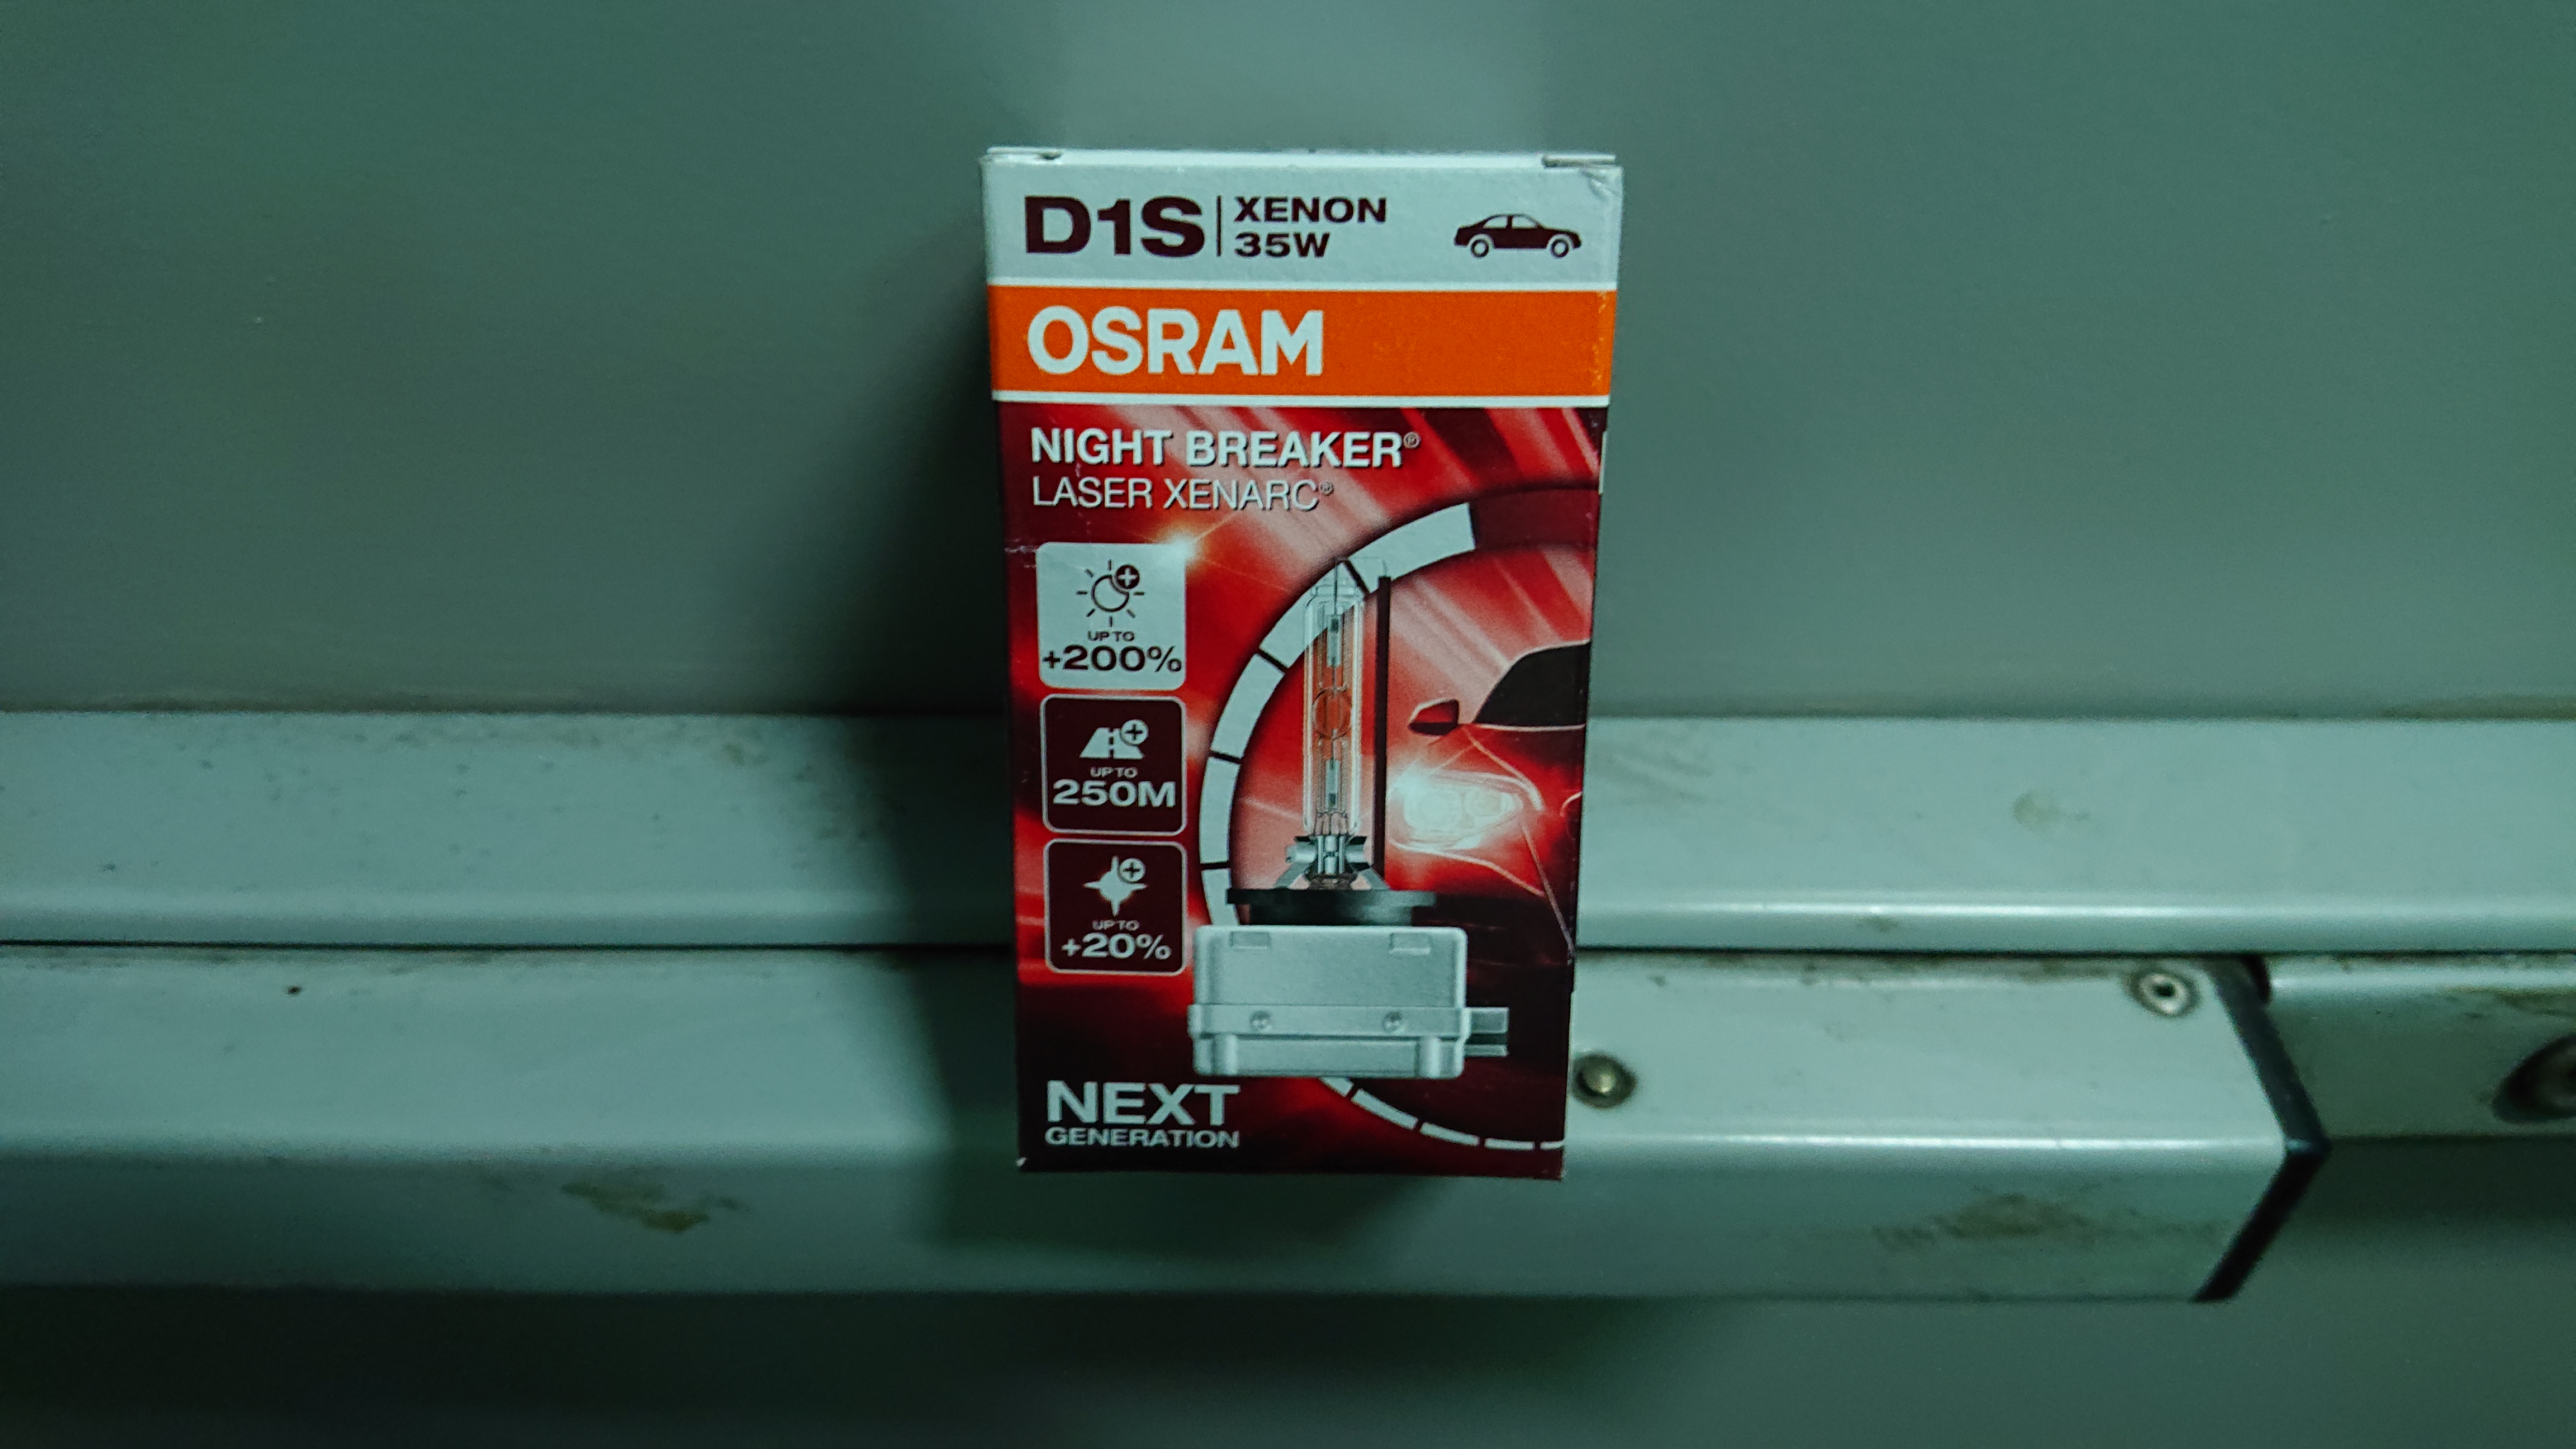 D1S
XENON
35W
OSRAM
NIGHT BREAKER®
LASER XENARC®
UP TO
+200%
UP TO
250M
UP TO
+20%
NEXT
GENERATION